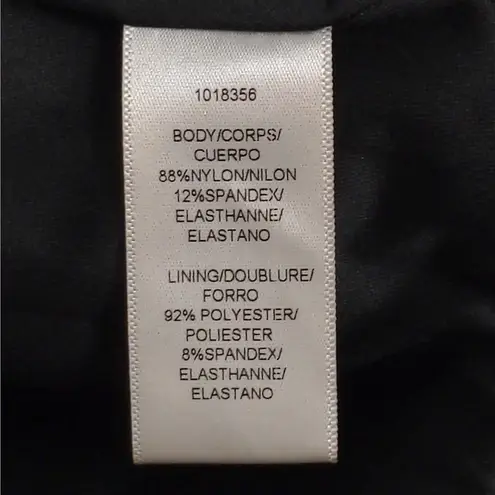 1018356
BODY/CORPS/
CUERPO
88%NYLON/NILON
12%SPANDEX/
ELASTHANNE/
ELASTANO
LINING/DOUBLURE/
FORRO
92% POLYESTER/
POLIESTER
8%SPANDEX/
ELASTHANNE/
ELASTANO